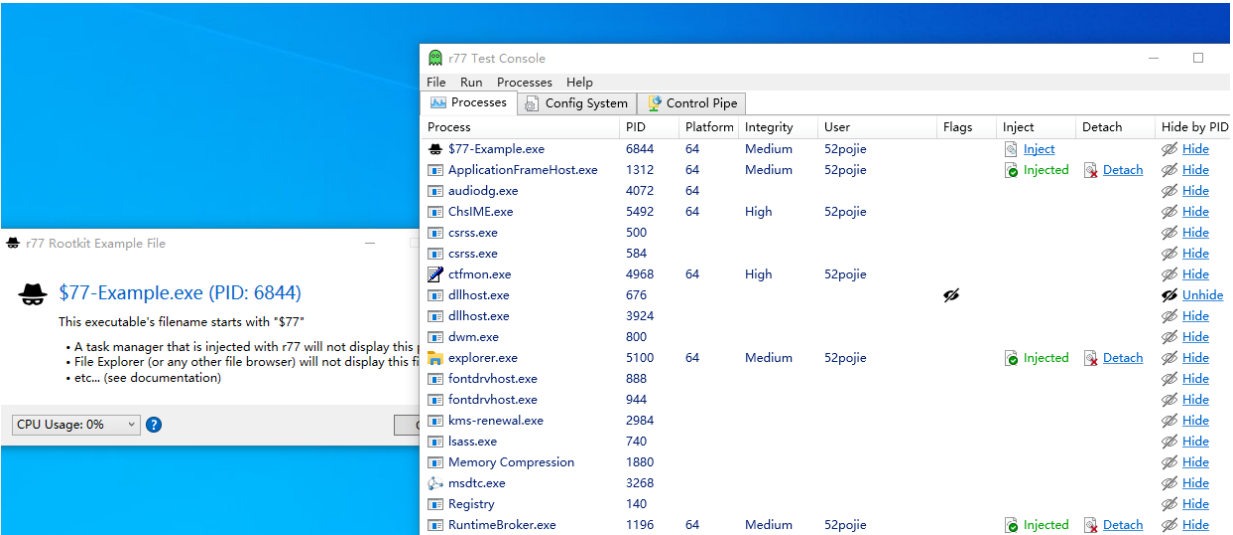 r77 Test Console
File Run Processes Help
Processes Config System Control Pipe
Process PID Platform Integrity User Flags Inject Detach Hide by PID
$77-Example.exe 6844 64 Medium 52pojie Inject Hide
ApplicationFrameHost.exe 1312 64 Medium 52pojie Injected Detach Hide
audiodg.exe 4072 64 Hide
ChsIME.exe 5492 64 High 52pojie Hide
csrss.exe 500 Hide
csrss.exe 584 Hide
ctfmon.exe 4968 64 High 52pojie Hide
dllhost.exe 676 Unhide
dllhost.exe 3924 Hide
dwm.exe 800 Hide
explorer.exe 5100 64 Medium 52pojie Injected Detach Hide
fontdrvhost.exe 888 Hide
fontdrvhost.exe 944 Hide
kms-renewal.exe 2984 Hide
lsass.exe 740 Hide
Memory Compression 1880 Hide
msdtc.exe 3268 Hide
Registry 140 Hide
RuntimeBroker.exe 1196 64 Medium 52pojie Injected Detach Hide
r77 Rootkit Example File
$77-Example.exe (PID: 6844)
This executable's filename starts with "$77"
• A task manager that is injected with r77 will not display this
• File Explorer (or any other file browser) will not display this
• etc... (see documentation)
CPU Usage: 0% ?